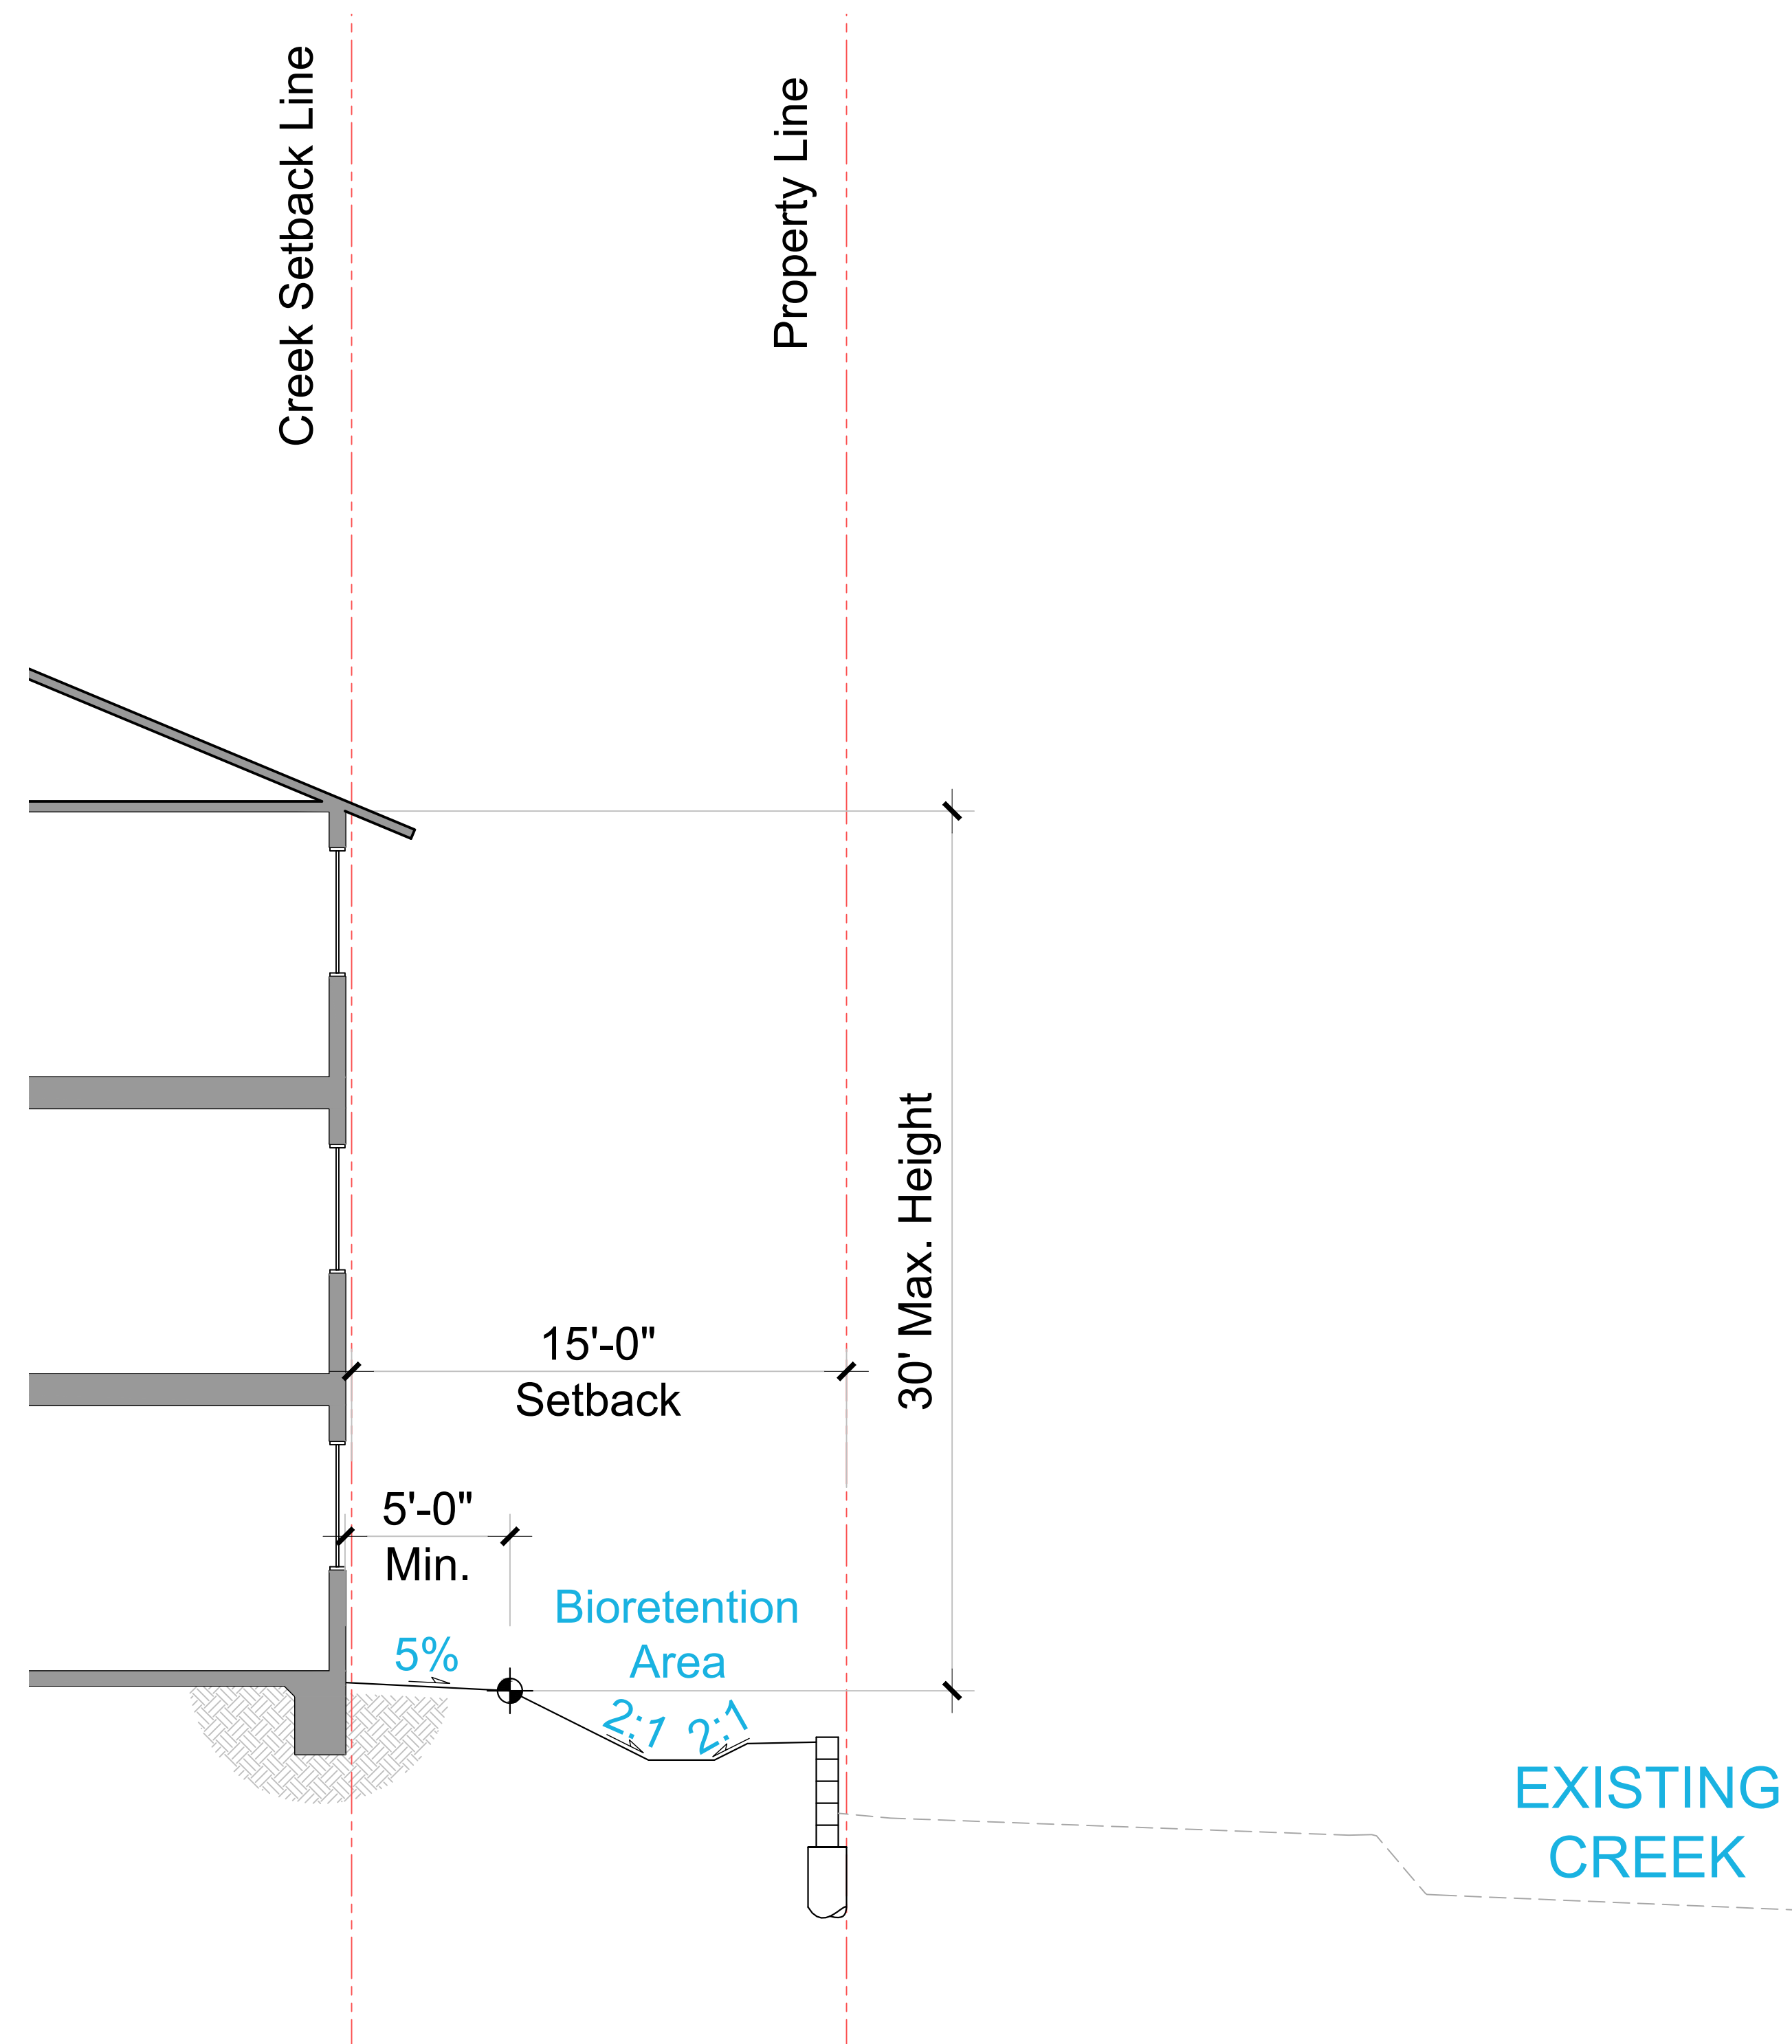 Creek Setback Line
Property Line
30' Max. Height
15'-0"
Setback
5'-0"
Min.
Bioretention
Area
5%
2:1
2:1
EXISTING
CREEK